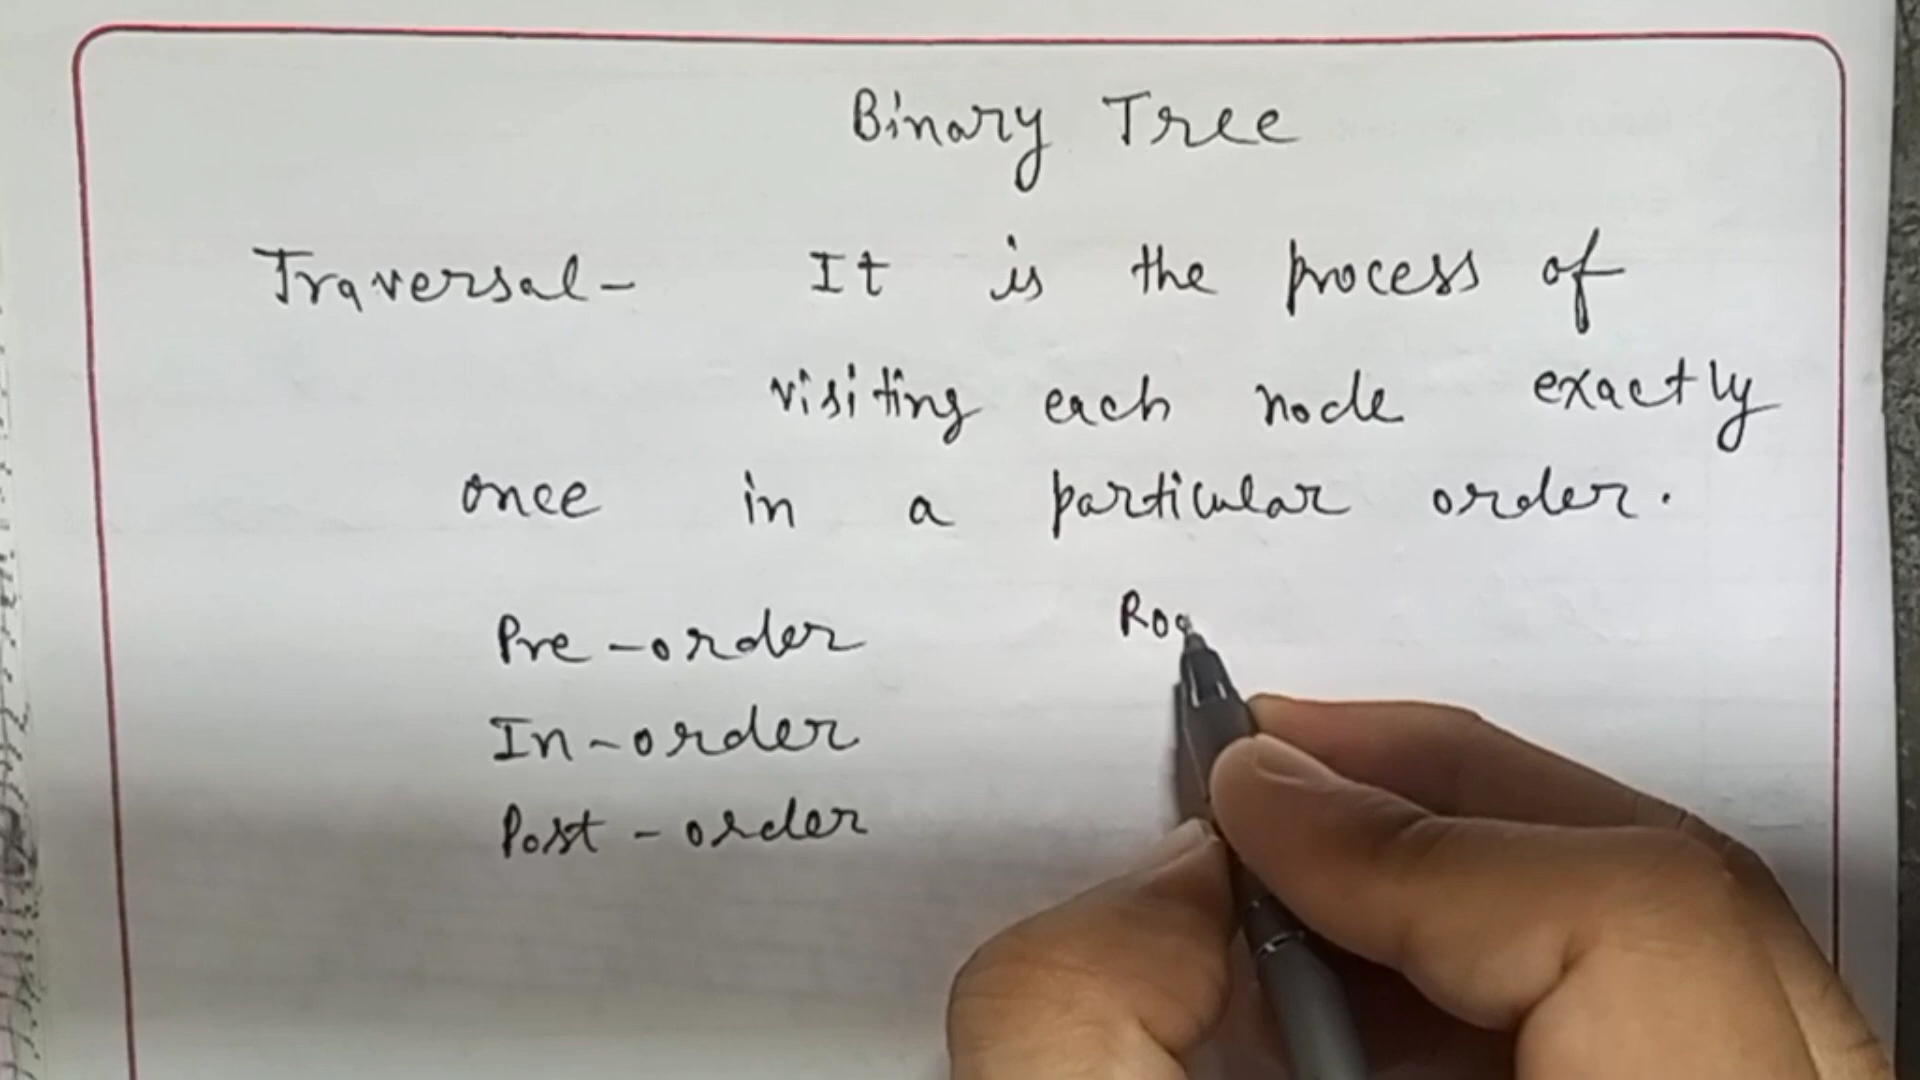 Binary Tree
Traversal - It is the process of
visiting each node exactly
once in a particular order.
Pre-order Roo
In-order
Post-order